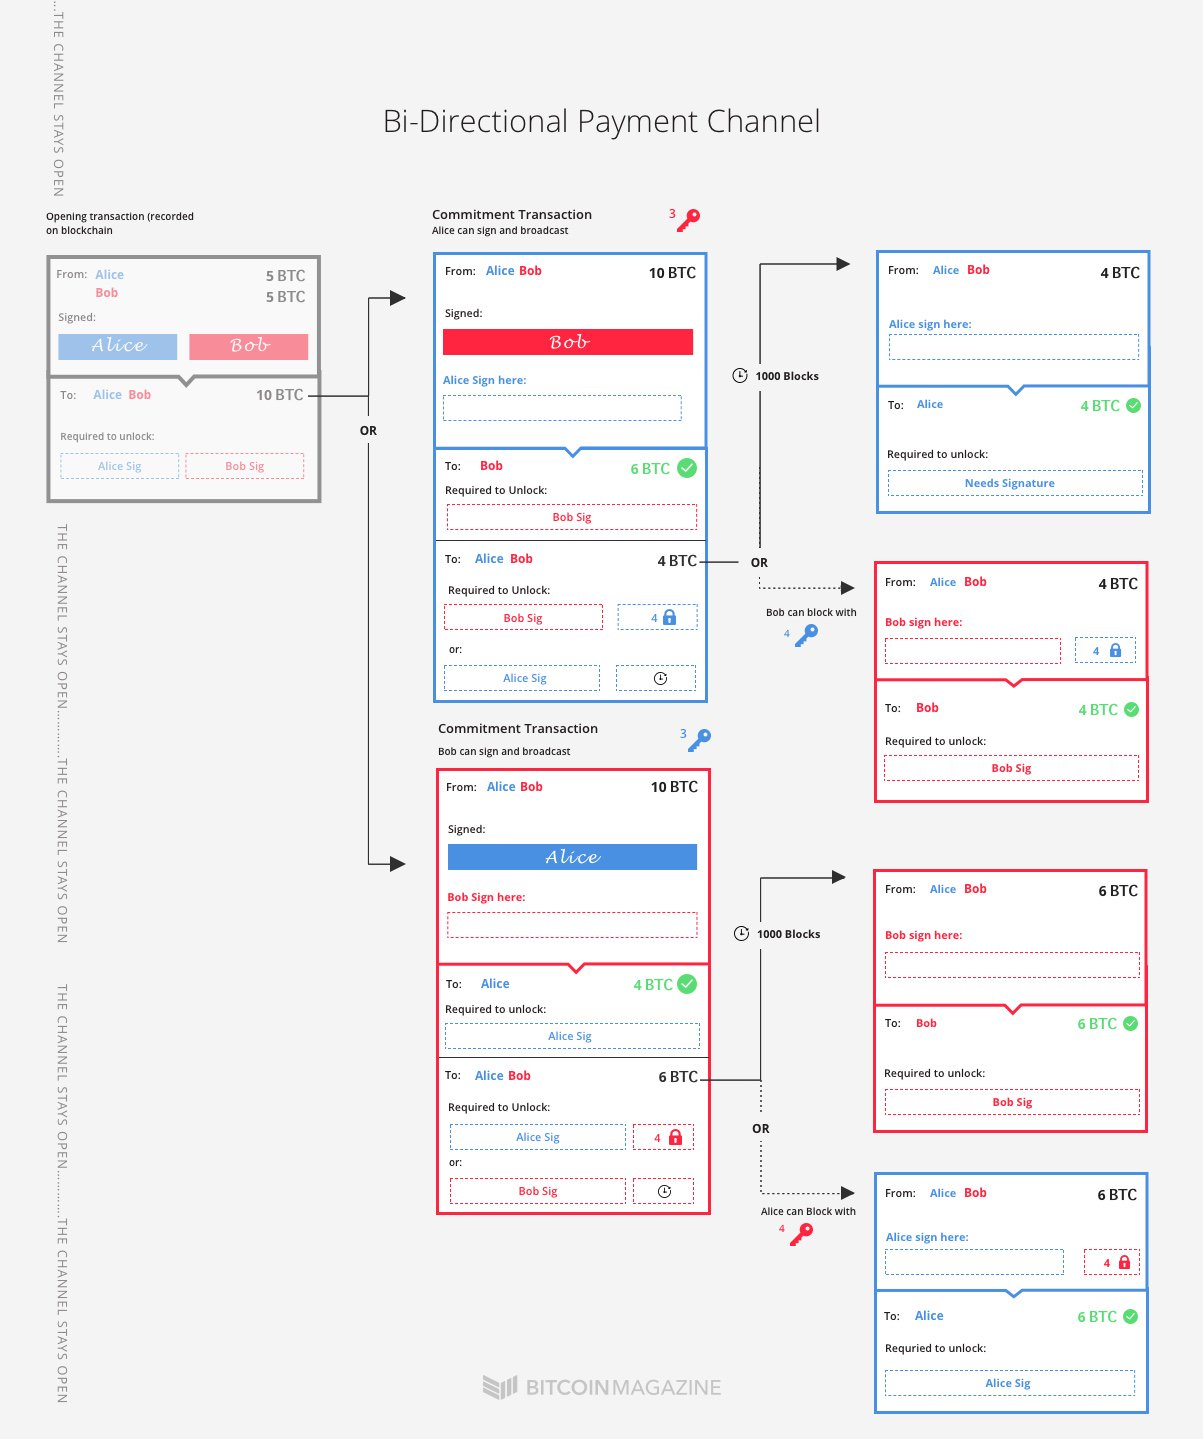 ...THE CHANNEL STAYS OPEN
Bi-Directional Payment Channel
Opening transaction (recorded
on blockchain
From: Alice 5 BTC
Bob 5 BTC
Signed:
Alice Bob
To: Alice Bob 10 BTC
Required to unlock:
Alice Sig Bob Sig
THE CHANNEL STAYS OPEN............THE CHANNEL STAYS OPEN
THE CHANNEL STAYS OPEN............THE CHANNEL STAYS OPEN
OR
Commitment Transaction
Alice can sign and broadcast
3
From: Alice Bob 10 BTC
Signed:
Bob
Alice Sign here:
To: Bob 6 BTC
Required to Unlock:
Bob Sig
To: Alice Bob 4 BTC
Required to Unlock:
Bob Sig 4
or:
Alice Sig
1000 Blocks
OR
Bob can block with
4
From: Alice Bob 4 BTC
Alice sign here:
To: Alice 4 BTC
Required to unlock:
Needs Signature
From: Alice Bob 4 BTC
Bob sign here:
4
To: Bob 4 BTC
Required to unlock:
Bob Sig
Commitment Transaction
Bob can sign and broadcast
3
From: Alice Bob 10 BTC
Signed:
Alice
Bob Sign here:
To: Alice 4 BTC
Required to unlock:
Alice Sig
To: Alice Bob 6 BTC
Required to Unlock:
Alice Sig 4
or:
Bob Sig
1000 Blocks
OR
Alice can Block with
4
From: Alice Bob 6 BTC
Bob sign here:
To: Bob 6 BTC
Required to unlock:
Bob Sig
From: Alice Bob 6 BTC
Alice sign here:
4
To: Alice 6 BTC
Requried to unlock:
Alice Sig
BITCOINMAGAZINE